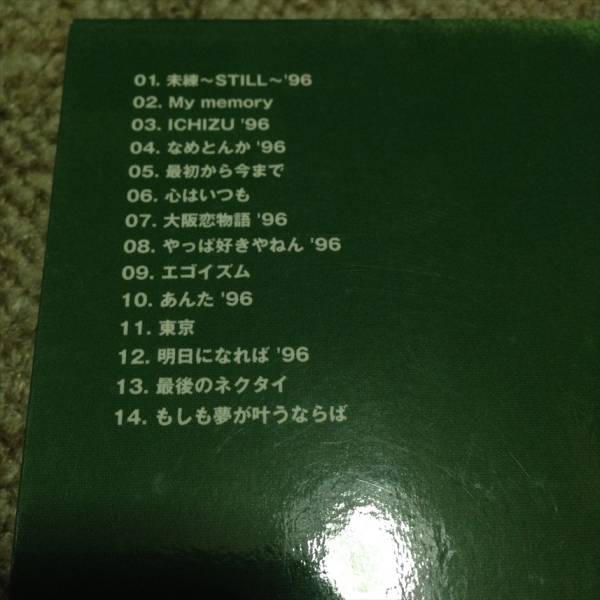 01. 未練～STILL～'96
02. My memory
03. ICHIZU '96
04. なめとんか '96
05. 最初から今まで
06. 心はいつも
07. 大阪恋物語 '96
08. やっぱ好きやねん '96
09. エゴイズム
10. あんた '96
11. 東京
12. 明日になれば '96
13. 最後のネクタイ
14. もしも夢が叶うならば